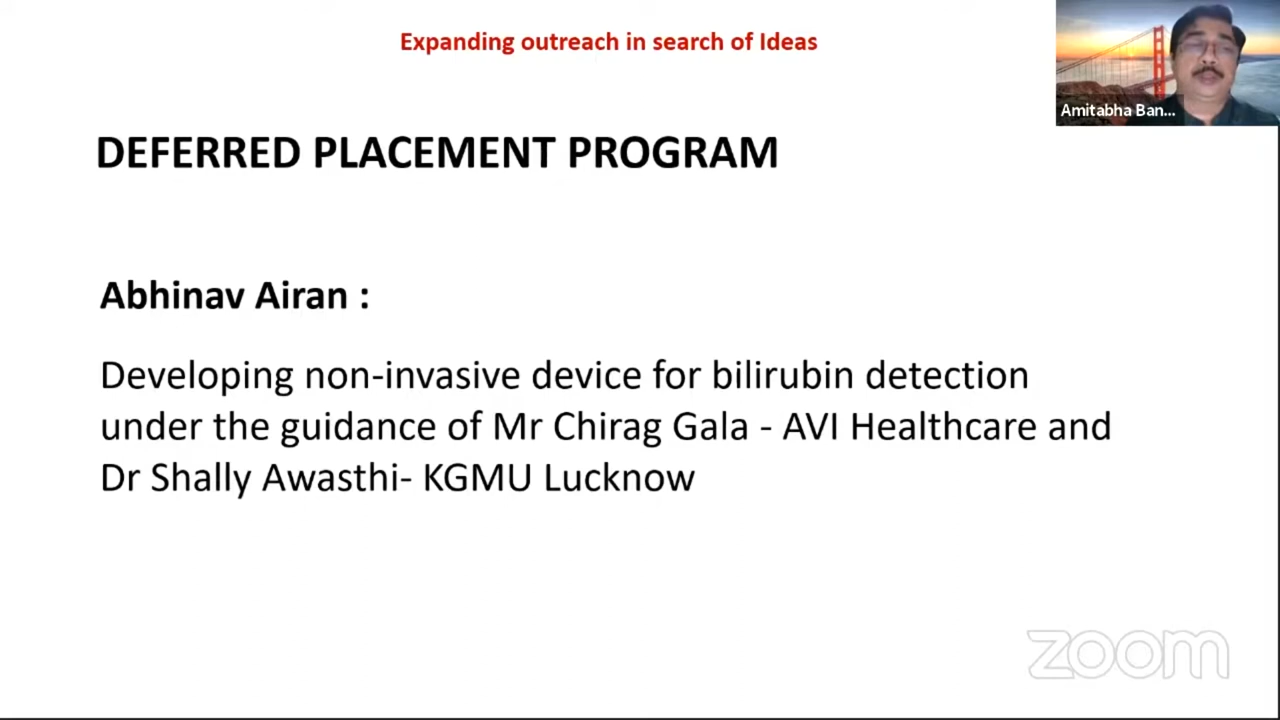 Expanding outreach in search of Ideas
Amitabha Ban...
DEFERRED PLACEMENT PROGRAM
Abhinav Airan :
Developing non-invasive device for bilirubin detection
under the guidance of Mr Chirag Gala - AVI Healthcare and
Dr Shally Awasthi- KGMU Lucknow
zoom